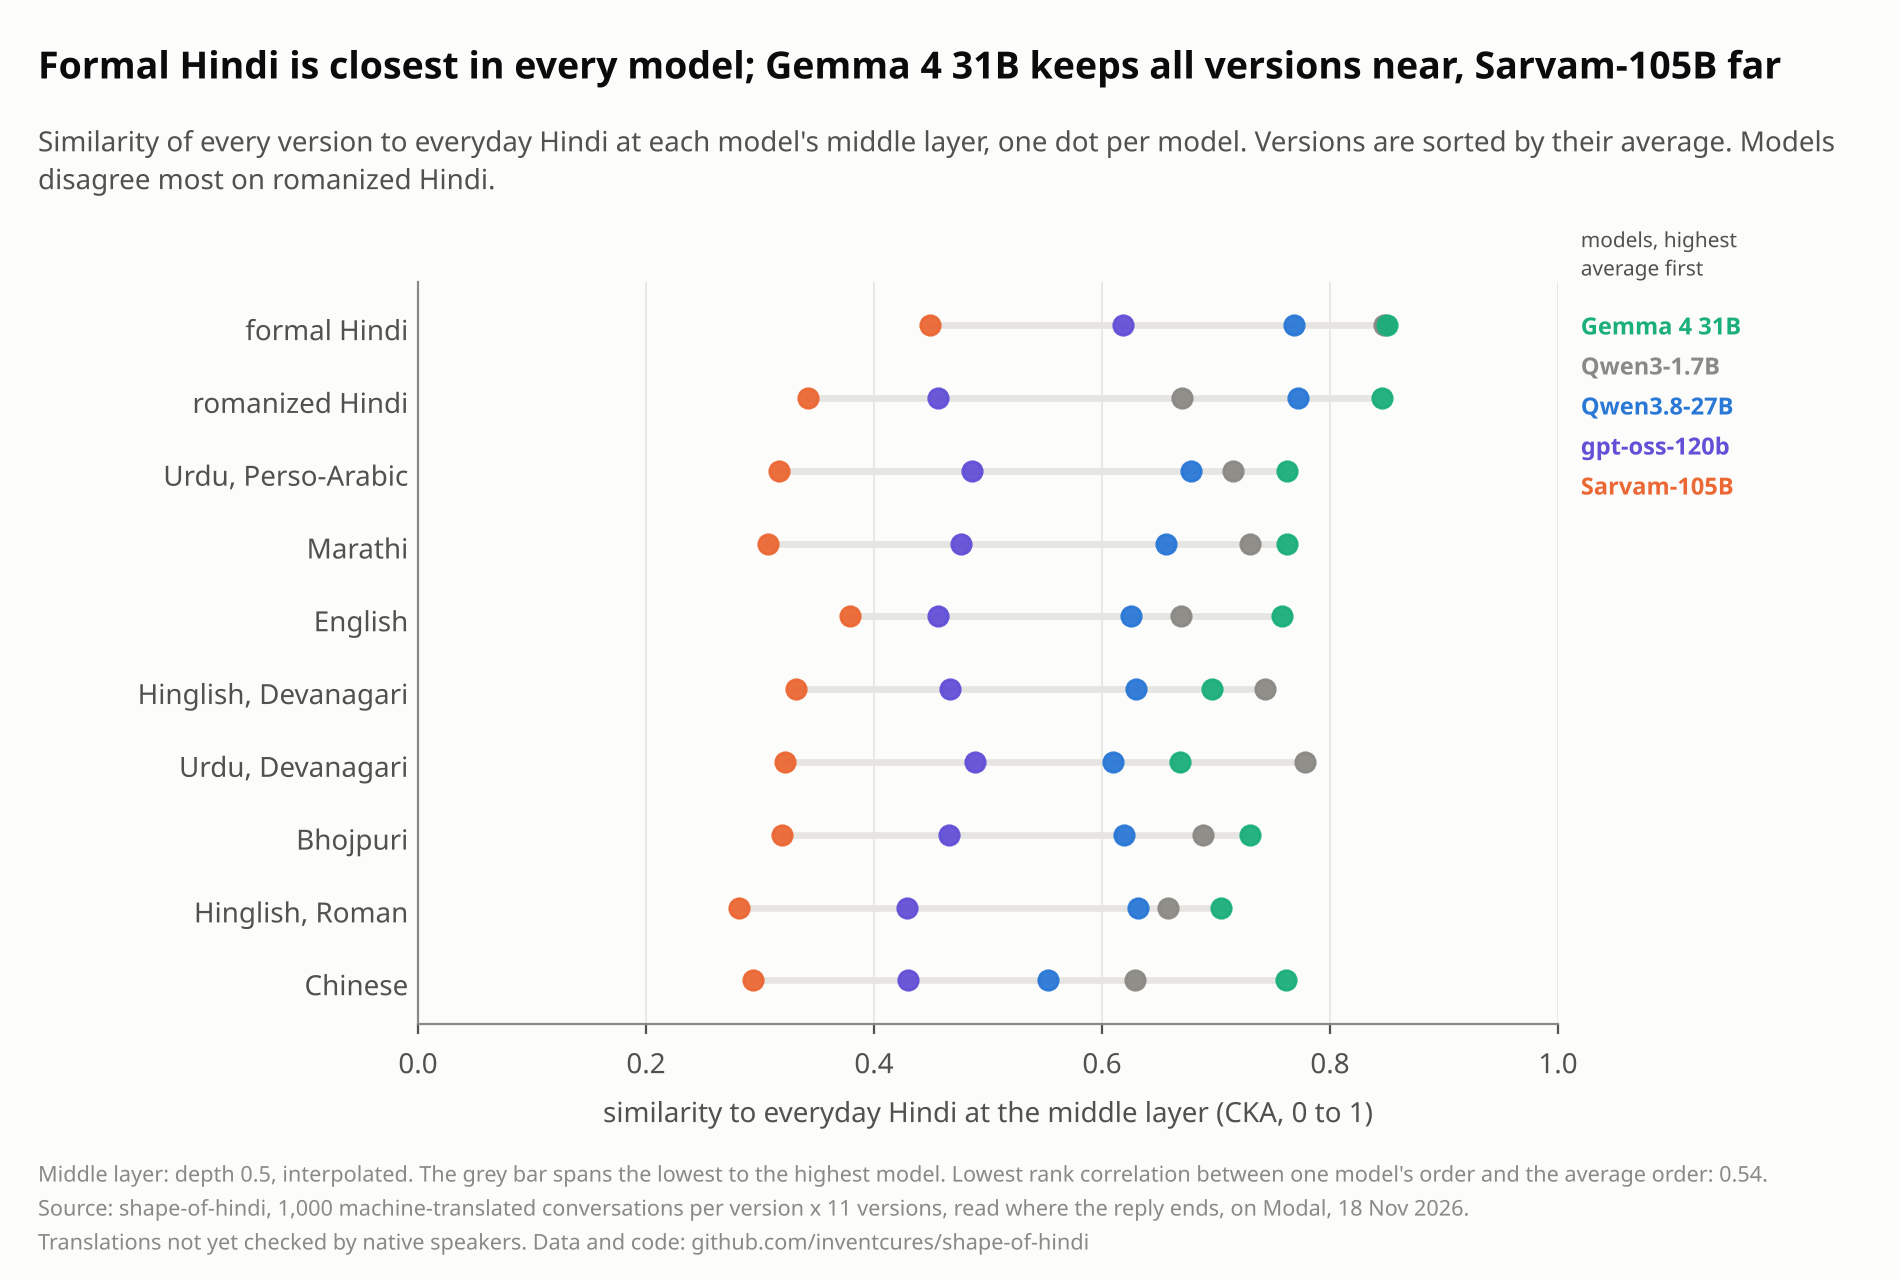 Formal Hindi is closest in every model; Gemma 4 31B keeps all versions near, Sarvam-105B far
Similarity of every version to everyday Hindi at each model's middle layer, one dot per model. Versions are sorted by their average. Models
disagree most on romanized Hindi.
models, highest
average first
Gemma 4 31B
Qwen3-1.7B
Qwen3.8-27B
gpt-oss-120b
Sarvam-105B
formal Hindi
romanized Hindi
Urdu, Perso-Arabic
Marathi
English
Hinglish, Devanagari
Urdu, Devanagari
Bhojpuri
Hinglish, Roman
Chinese
0.0 0.2 0.4 0.6 0.8 1.0
similarity to everyday Hindi at the middle layer (CKA, 0 to 1)
Middle layer: depth 0.5, interpolated. The grey bar spans the lowest to the highest model. Lowest rank correlation between one model's order and the average order: 0.54.
Source: shape-of-hindi, 1,000 machine-translated conversations per version x 11 versions, read where the reply ends, on Modal, 18 Nov 2026.
Translations not yet checked by native speakers. Data and code: github.com/inventcures/shape-of-hindi